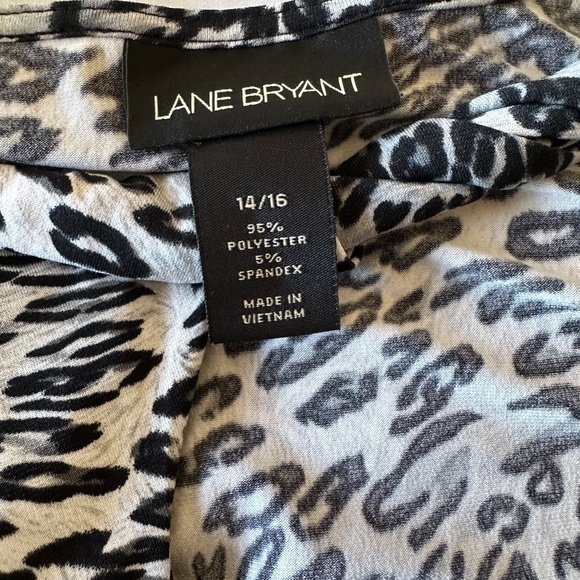 LANE BRYANT
14/16
95%
POLYESTER
5%
SPANDEX
MADE IN
VIETNAM